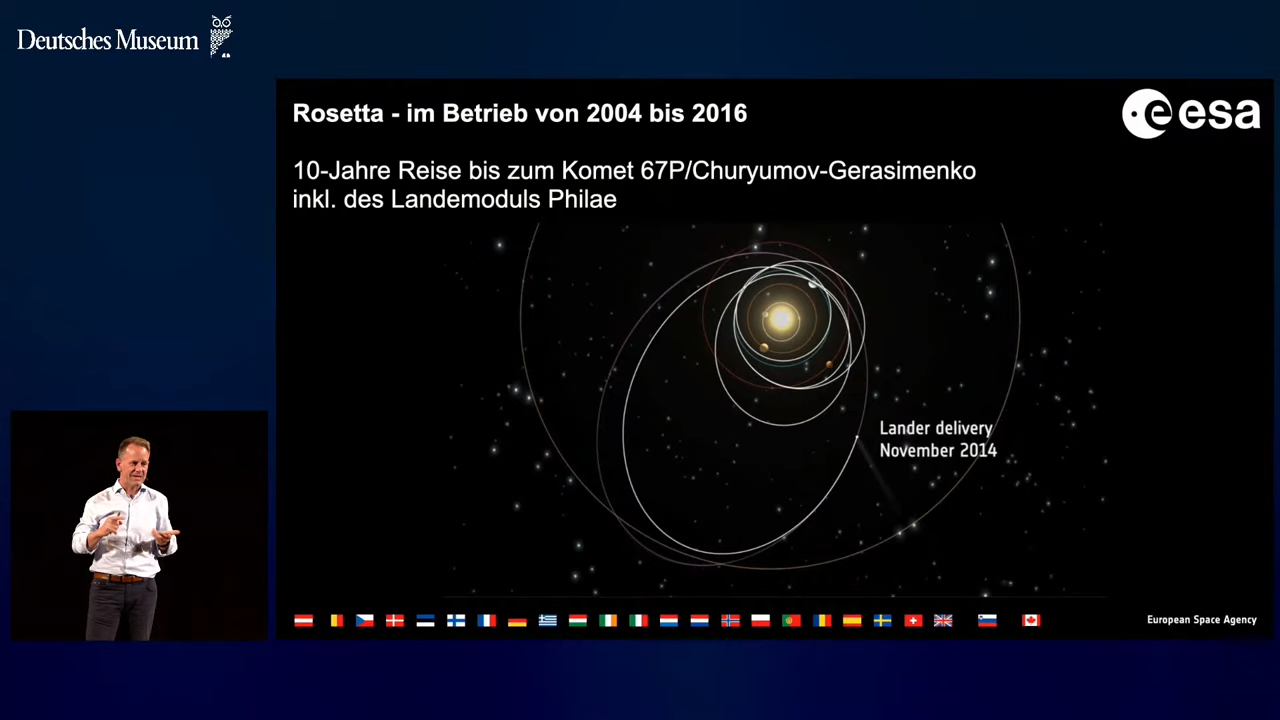 Deutsches Museum
Rosetta - im Betrieb von 2004 bis 2016
esa
10-Jahre Reise bis zum Komet 67P/Churyumov-Gerasimenko
inkl. des Landemoduls Philae
Lander delivery
November 2014
European Space Agency